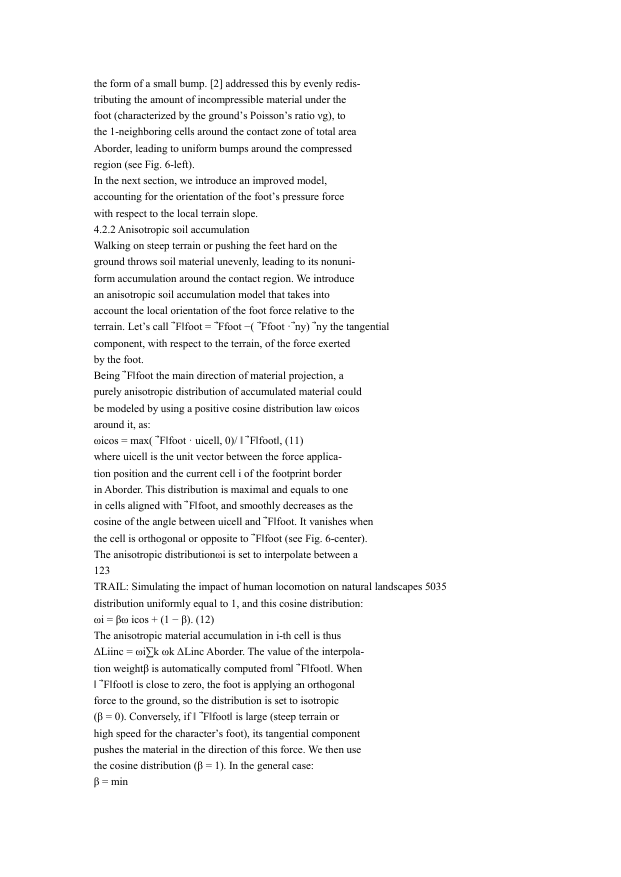 the form of a small bump. [2] addressed this by evenly redis-
tributing the amount of incompressible material under the
foot (characterized by the ground’s Poisson’s ratio νg), to
the 1-neighboring cells around the contact zone of total area
Aborder, leading to uniform bumps around the compressed
region (see Fig. 6-left).
In the next section, we introduce an improved model,
accounting for the orientation of the foot’s pressure force
with respect to the local terrain slope.
4.2.2 Anisotropic soil accumulation
Walking on steep terrain or pushing the feet hard on the
ground throws soil material unevenly, leading to its nonuni-
form accumulation around the contact region. We introduce
an anisotropic soil accumulation model that takes into
account the local orientation of the foot force relative to the
terrain. Let’s call ⃗F‖foot = ⃗Ffoot −( ⃗Ffoot · ⃗ny) ⃗ny the tangential
component, with respect to the terrain, of the force exerted
by the foot.
Being ⃗F‖foot the main direction of material projection, a
purely anisotropic distribution of accumulated material could
be modeled by using a positive cosine distribution law ωicos
around it, as:
ωicos = max( ⃗F‖foot · uicell, 0)/ ‖ ⃗F‖foot‖, (11)
where uicell is the unit vector between the force applica-
tion position and the current cell i of the footprint border
in Aborder. This distribution is maximal and equals to one
in cells aligned with ⃗F‖foot, and smoothly decreases as the
cosine of the angle between uicell and ⃗F‖foot. It vanishes when
the cell is orthogonal or opposite to ⃗F‖foot (see Fig. 6-center).
The anisotropic distributionωi is set to interpolate between a
123
TRAIL: Simulating the impact of human locomotion on natural landscapes 5035
distribution uniformly equal to 1, and this cosine distribution:
ωi = βω icos + (1 − β). (12)
The anisotropic material accumulation in i-th cell is thus
ΔLiinc = ωi∑k ωk ΔLinc Aborder. The value of the interpola-
tion weightβ is automatically computed from‖ ⃗F‖foot‖. When
‖ ⃗F‖foot‖ is close to zero, the foot is applying an orthogonal
force to the ground, so the distribution is set to isotropic
(β = 0). Conversely, if ‖ ⃗F‖foot‖ is large (steep terrain or
high speed for the character’s foot), its tangential component
pushes the material in the direction of this force. We then use
the cosine distribution (β = 1). In the general case:
β = min